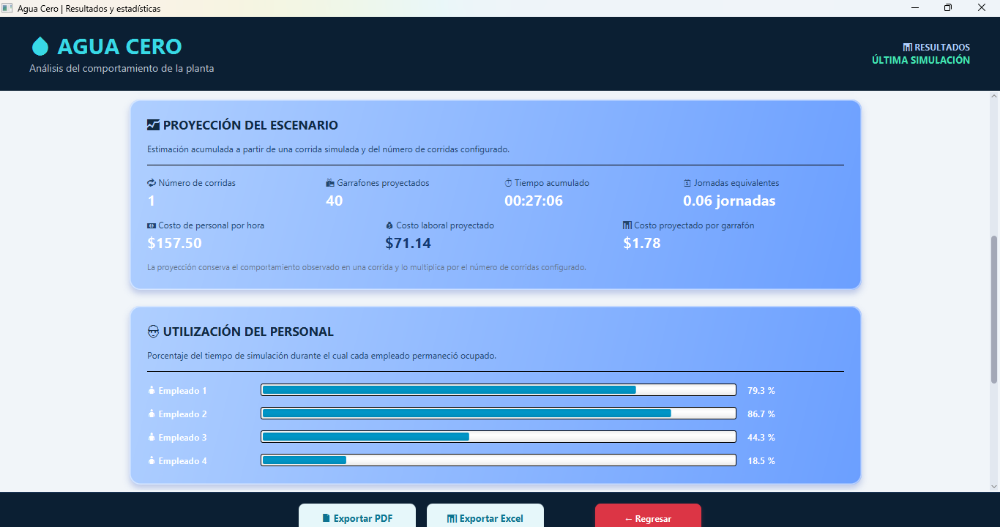 Agua Cero | Resultados y estadísticas
AGUA CERO
Análisis del comportamiento de la planta
RESULTADOS
ÚLTIMA SIMULACIÓN
PROYECCIÓN DEL ESCENARIO
Estimación acumulada a partir de una corrida simulada y del número de corridas configurado.
Número de corridas
1
Garrafones proyectados
40
Tiempo acumulado
00:27:06
Jornadas equivalentes
0.06 jornadas
Costo de personal por hora
$157.50
Costo laboral proyectado
$71.14
Costo proyectado por garrafón
$1.78
La proyección conserva el comportamiento observado en una corrida y lo multiplica por el número de corridas configurado.
UTILIZACIÓN DEL PERSONAL
Porcentaje del tiempo de simulación durante el cual cada empleado permaneció ocupado.
Empleado 1 79.3 %
Empleado 2 86.7 %
Empleado 3 44.3 %
Empleado 4 18.5 %
Exportar PDF
Exportar Excel
← Regresar